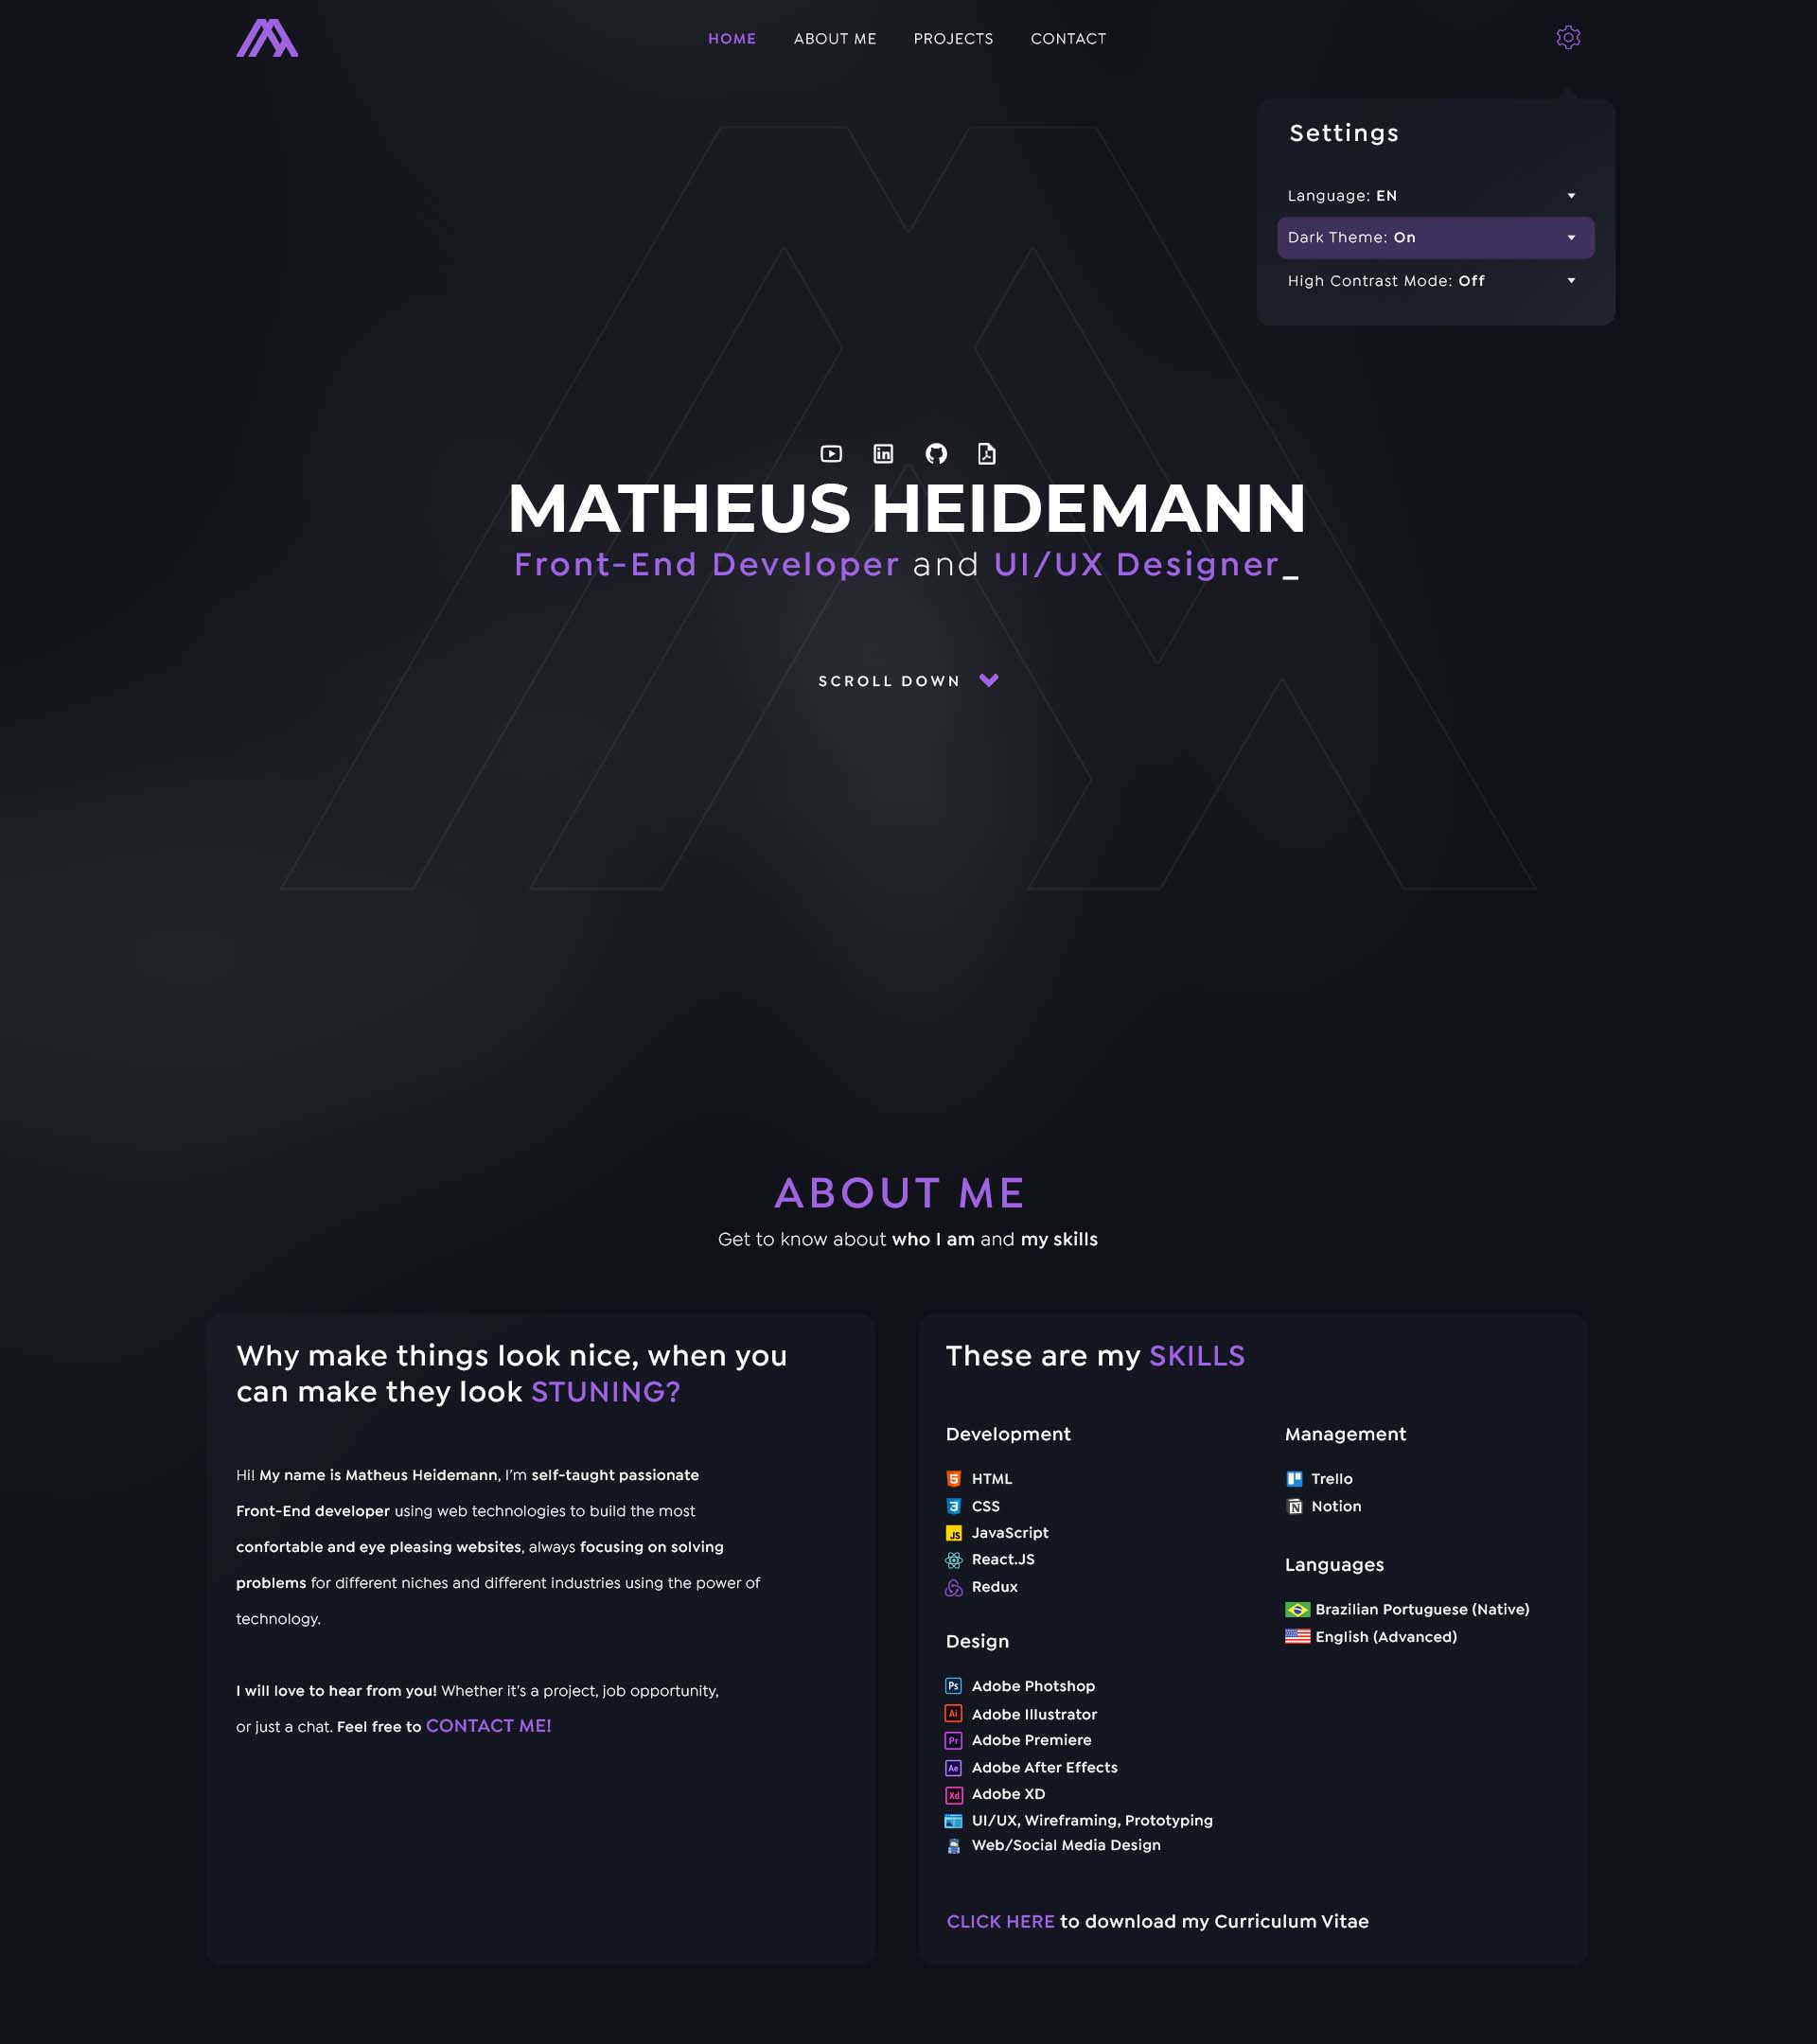 HOME ABOUT ME PROJECTS CONTACT
Settings
Language: EN
Dark Theme: On
High Contrast Mode: Off
MATHEUS HEIDEMANN
Front-End Developer and UI/UX Designer_
SCROLL DOWN
ABOUT ME
Get to know about who I am and my skills
Why make things look nice, when you
can make they look STUNING?
Hi! My name is Matheus Heidemann, I'm self-taught passionate
Front-End developer using web technologies to build the most
confortable and eye pleasing websites, always focusing on solving
problems for different niches and different industries using the power of
technology.
I will love to hear from you! Whether it's a project, job opportunity,
or just a chat. Feel free to CONTACT ME!
These are my SKILLS
Development
HTML
CSS
JS JavaScript
React.JS
Redux
Design
Ps Adobe Photshop
Ai Adobe Illustrator
Pr Adobe Premiere
Ae Adobe After Effects
Xd Adobe XD
UI/UX, Wireframing, Prototyping
Web/Social Media Design
Management
Trello
Notion
Languages
Brazilian Portuguese (Native)
English (Advanced)
CLICK HERE to download my Curriculum Vitae